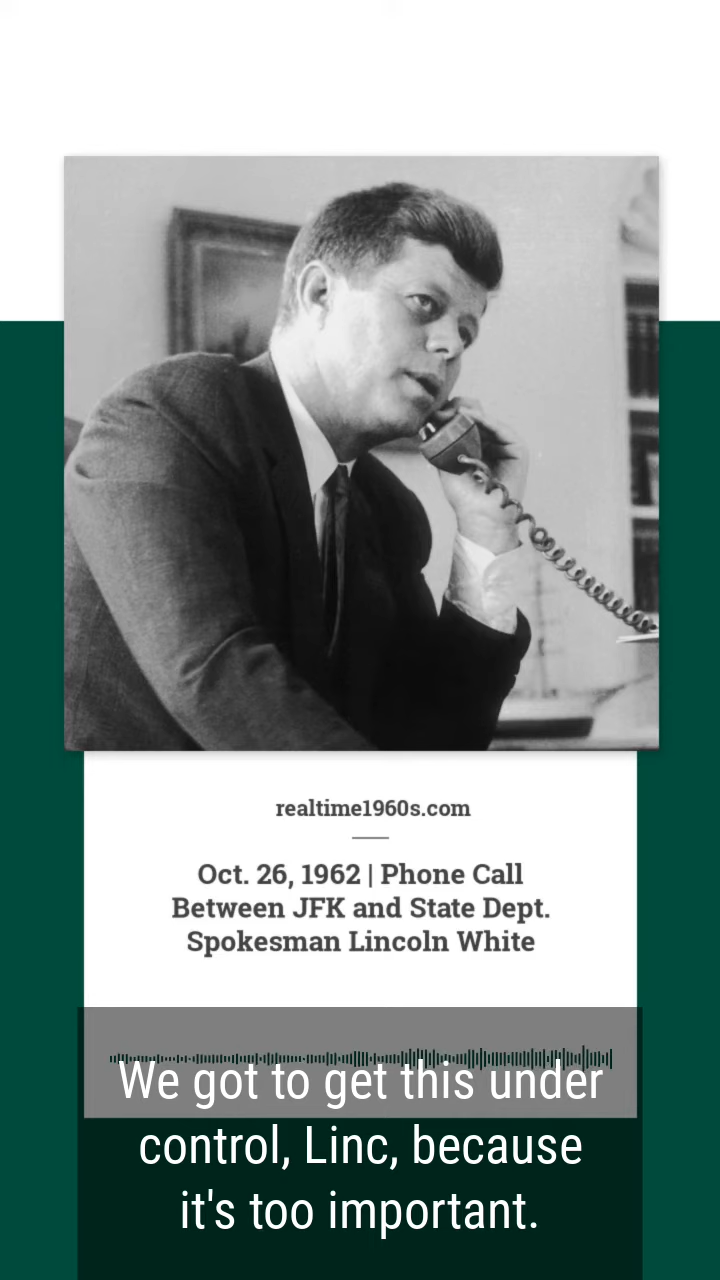 realtime1960s.com
Oct. 26, 1962 | Phone Call
Between JFK and State Dept.
Spokesman Lincoln White
We got to get this under
control, Linc, because
it's too important.